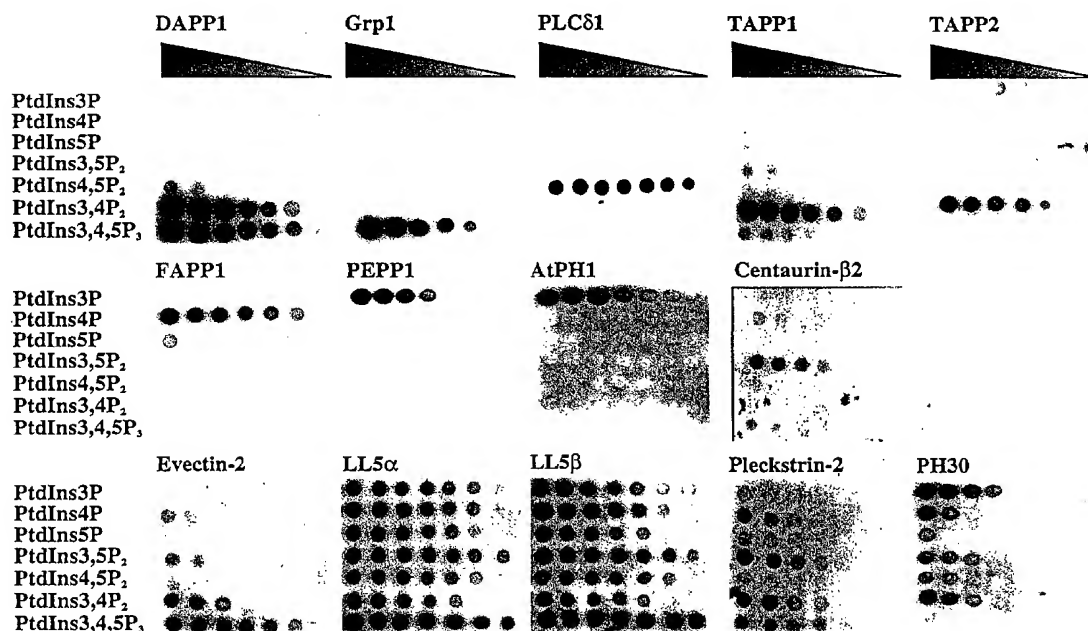 DAPP1 Grp1 PLCδ1 TAPP1 TAPP2
PtdIns3P
PtdIns4P
PtdIns5P
PtdIns3,5P₂
PtdIns4,5P₂
PtdIns3,4P₂
PtdIns3,4,5P₃
FAPP1 PEPP1 AtPH1 Centaurin-β2
PtdIns3P
PtdIns4P
PtdIns5P
PtdIns3,5P₂
PtdIns4,5P₂
PtdIns3,4P₂
PtdIns3,4,5P₃
Evectin-2 LL5α LL5β Pleckstrin-2 PH30
PtdIns3P
PtdIns4P
PtdIns5P
PtdIns3,5P₂
PtdIns4,5P₂
PtdIns3,4P₂
PtdIns3,4,5P₃